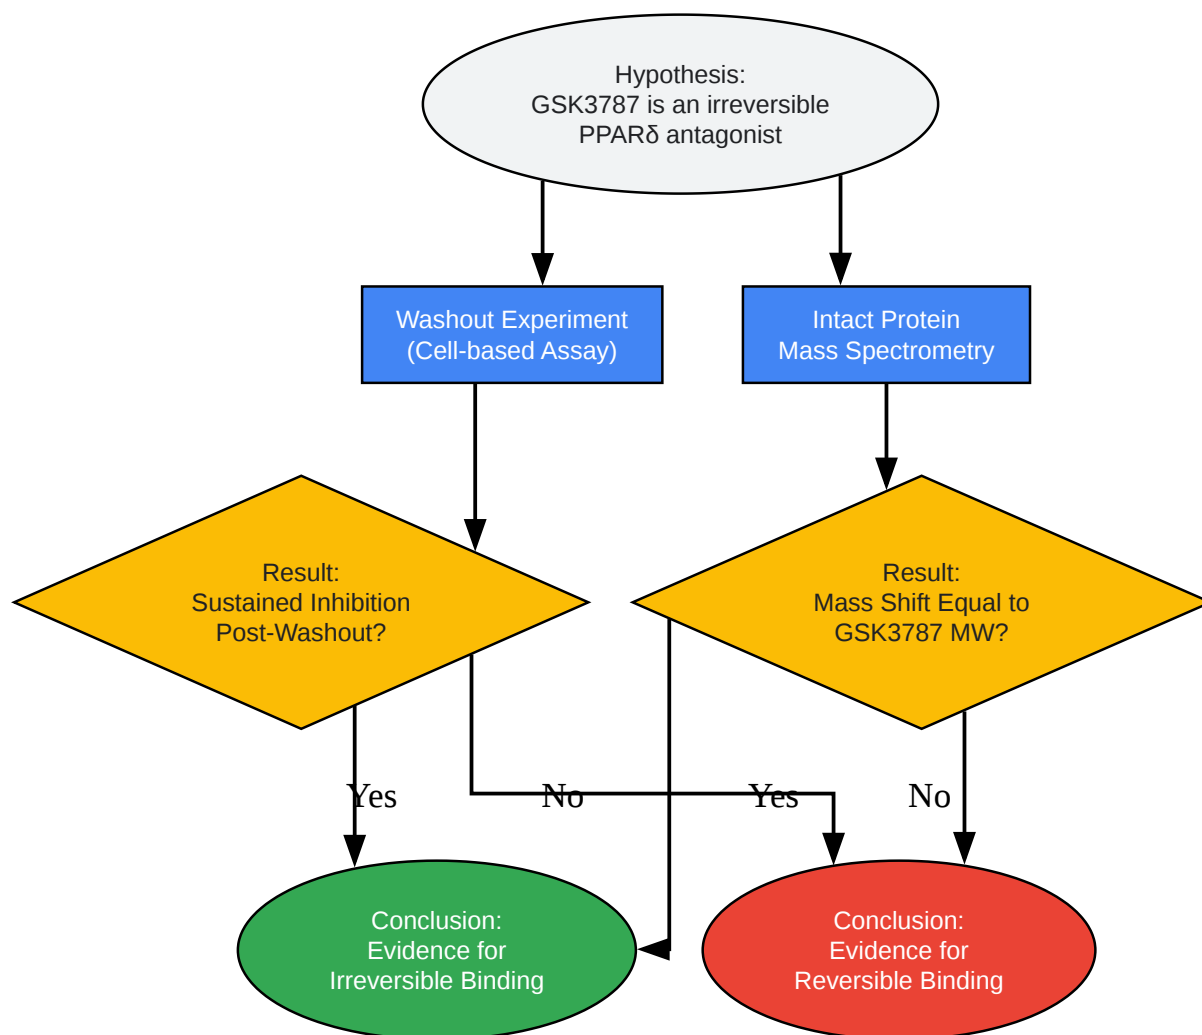 Hypothesis:
GSK3787 is an irreversible
PPARδ antagonist
Washout Experiment
(Cell-based Assay)
Intact Protein
Mass Spectrometry
Result:
Sustained Inhibition
Post-Washout?
Result:
Mass Shift Equal to
GSK3787 MW?
Yes
No
Yes
No
Conclusion:
Evidence for
Irreversible Binding
Conclusion:
Evidence for
Reversible Binding